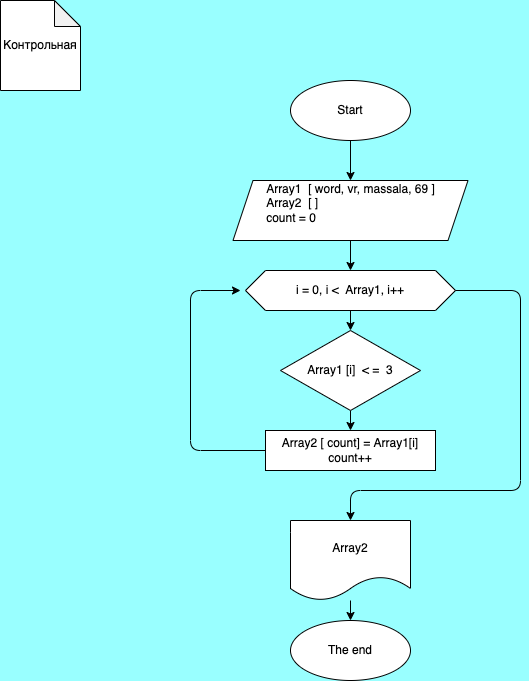 Контрольная
Start
Array1 [ word, vr, massala, 69 ]
Array2 [ ]
count = 0
i = 0, i < Array1, i++
Array1 [i] <= 3
Array2 [ count] = Array1[i]
count++
Array2
The end